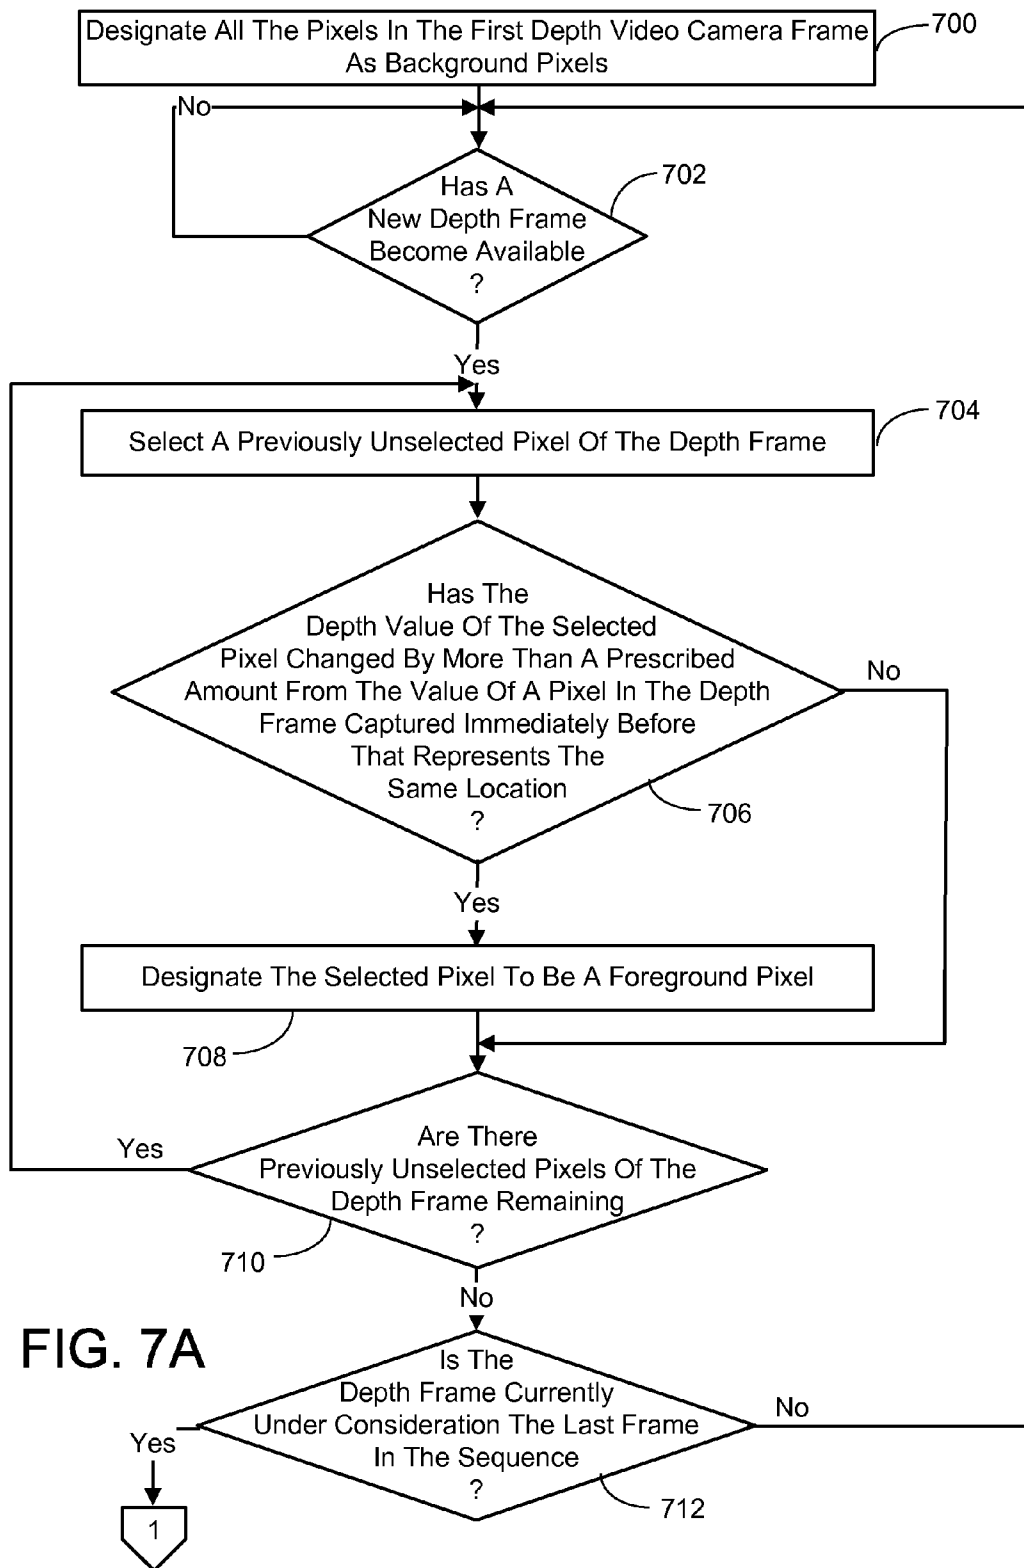 Designate All The Pixels In The First Depth Video Camera Frame
As Background Pixels
700
No
Has A
New Depth Frame
Become Available
?
702
Yes
Select A Previously Unselected Pixel Of The Depth Frame
704
Has The
Depth Value Of The Selected
Pixel Changed By More Than A Prescribed
Amount From The Value Of A Pixel In The Depth
Frame Captured Immediately Before
That Represents The
Same Location
?
No
706
Yes
Designate The Selected Pixel To Be A Foreground Pixel
708
Yes
Are There
Previously Unselected Pixels Of The
Depth Frame Remaining
?
710
No
FIG. 7A
Is The
Depth Frame Currently
Under Consideration The Last Frame
In The Sequence
?
No
Yes
712
1